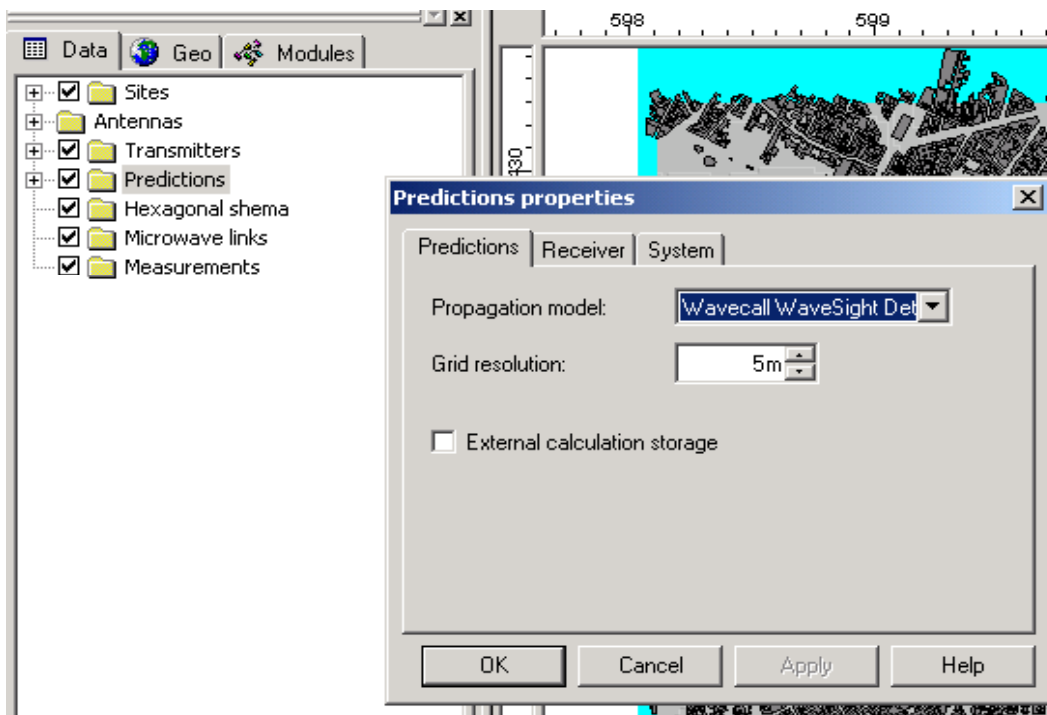 598 599
Data Geo Modules
Sites
Antennas
Transmitters
Predictions
Hexagonal shema
Microwave links
Measurements
430
Predictions properties
Predictions Receiver System
Propagation model: Wavecall WaveSight Det
Grid resolution: 5m
External calculation storage
OK Cancel Apply Help